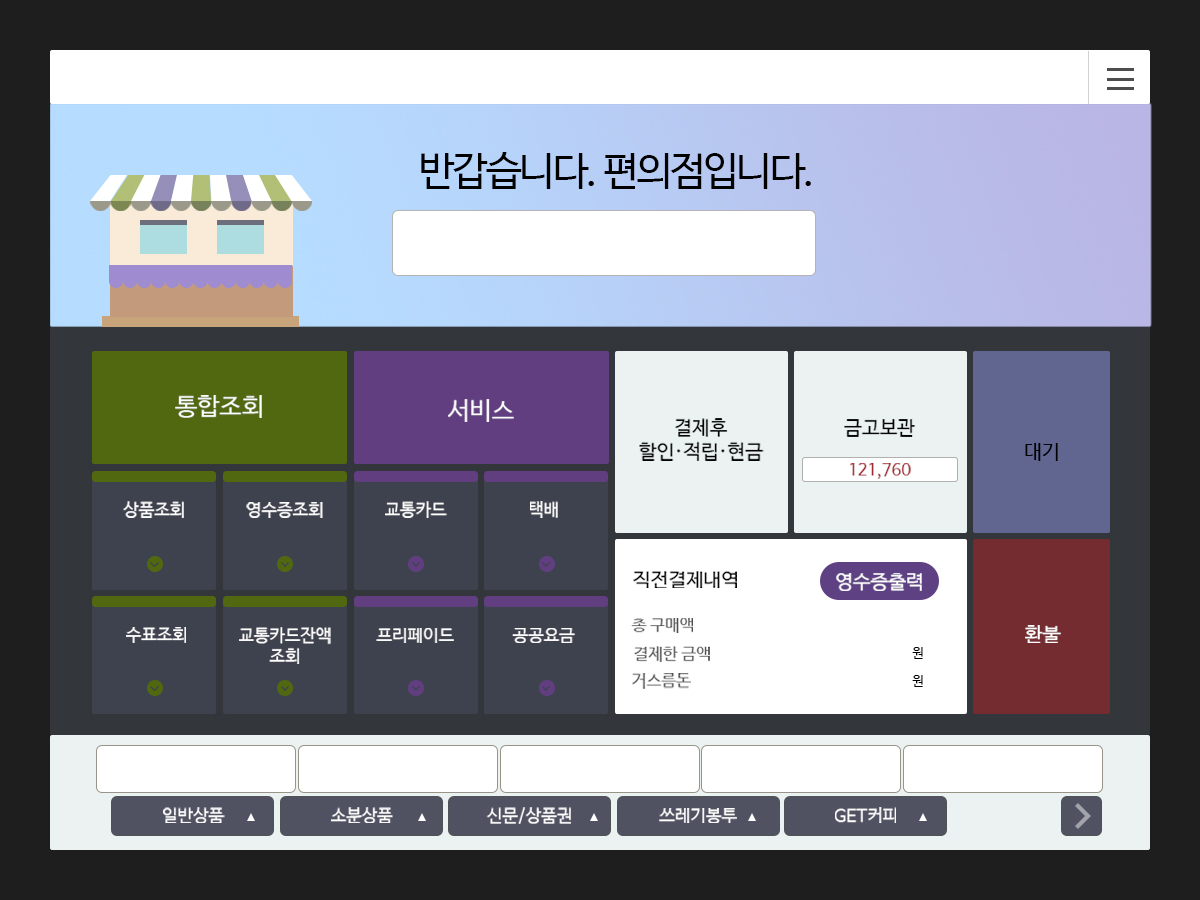 반갑습니다. 편의점입니다.
통합조회
서비스
결제후
할인·적립·현금
금고보관
121,760
대기
상품조회
영수증조회
교통카드
택배
수표조회
교통카드잔액
조회
프리페이드
공공요금
직전결제내역
영수증출력
총 구매액
결제한 금액 원
거스름돈 원
환불
일반상품 ▲
소분상품 ▲
신문/상품권 ▲
쓰레기봉투 ▲
GET커피 ▲